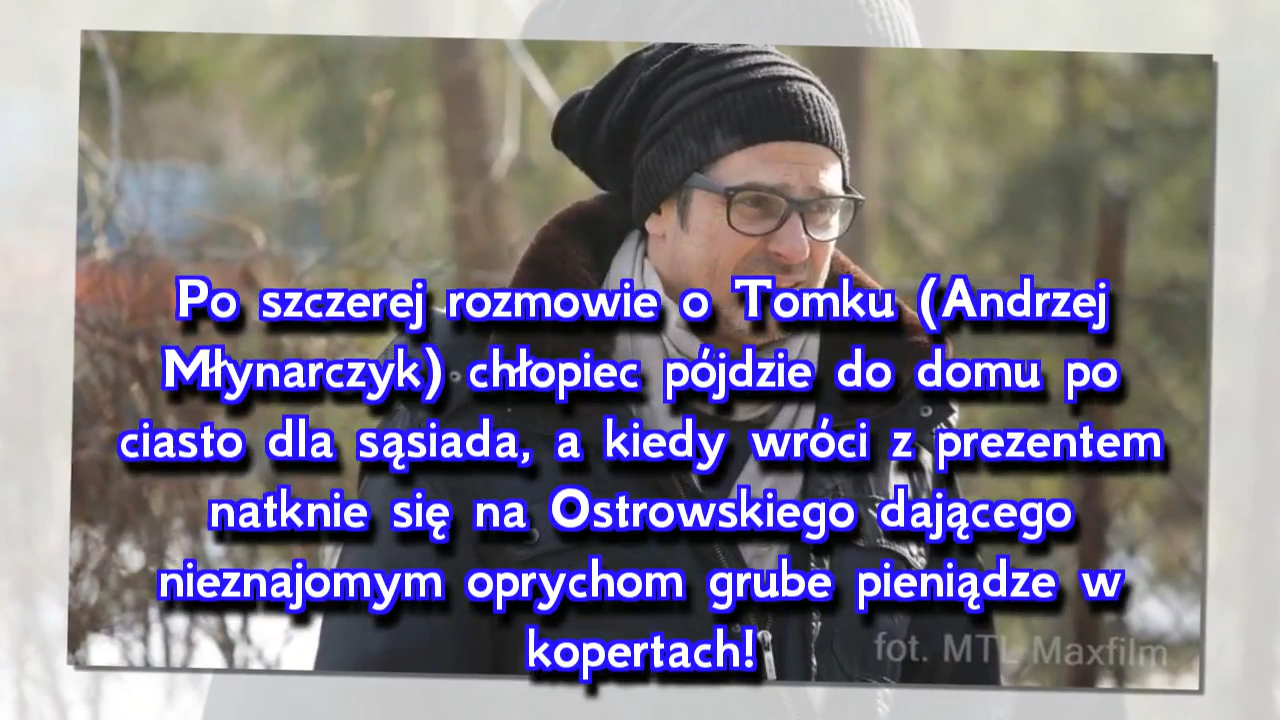 Po szczerej rozmowie o Tomku (Andrzej
Młynarczyk) chłopiec pójdzie do domu po
ciasto dla sąsiada, a kiedy wróci z prezentem
natknie się na Ostrowskiego dającego
nieznajomym oprychom grube pieniądze w
kopertach!
fot. MTL Maxfilm